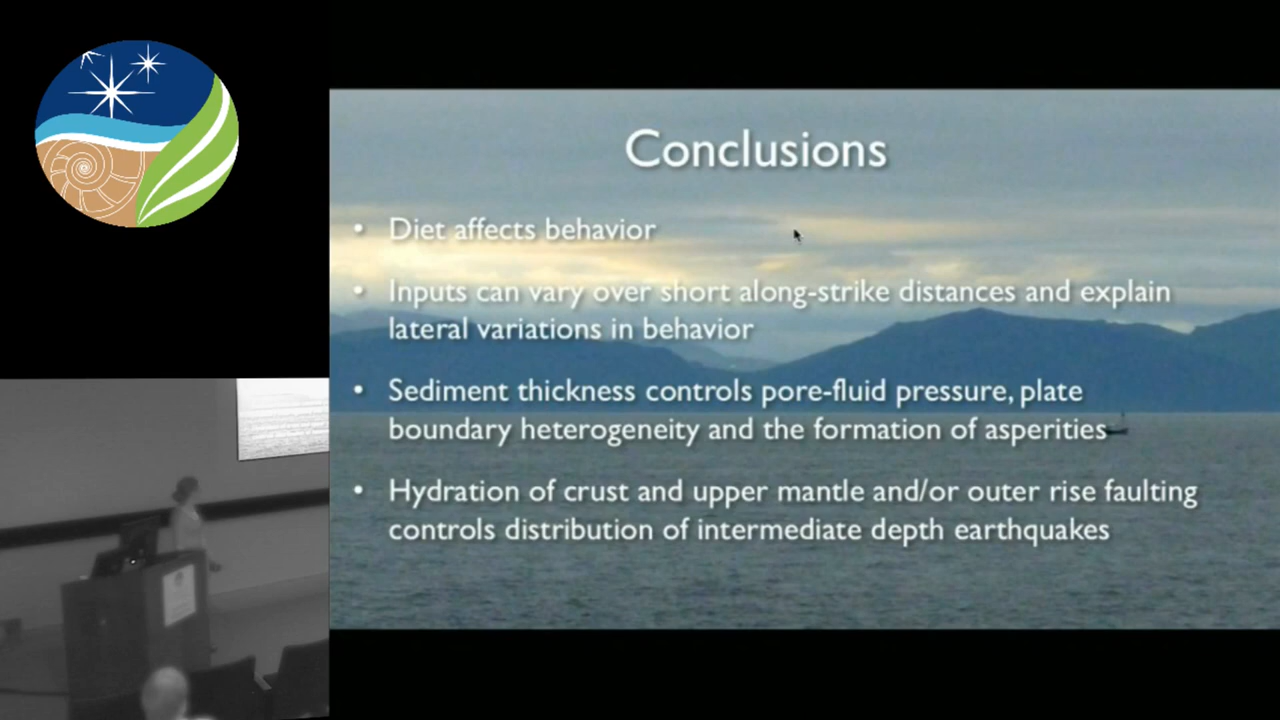 Conclusions
• Diet affects behavior
• Inputs can vary over short along-strike distances and explain
lateral variations in behavior
• Sediment thickness controls pore-fluid pressure, plate
boundary heterogeneity and the formation of asperities
• Hydration of crust and upper mantle and/or outer rise faulting
controls distribution of intermediate depth earthquakes